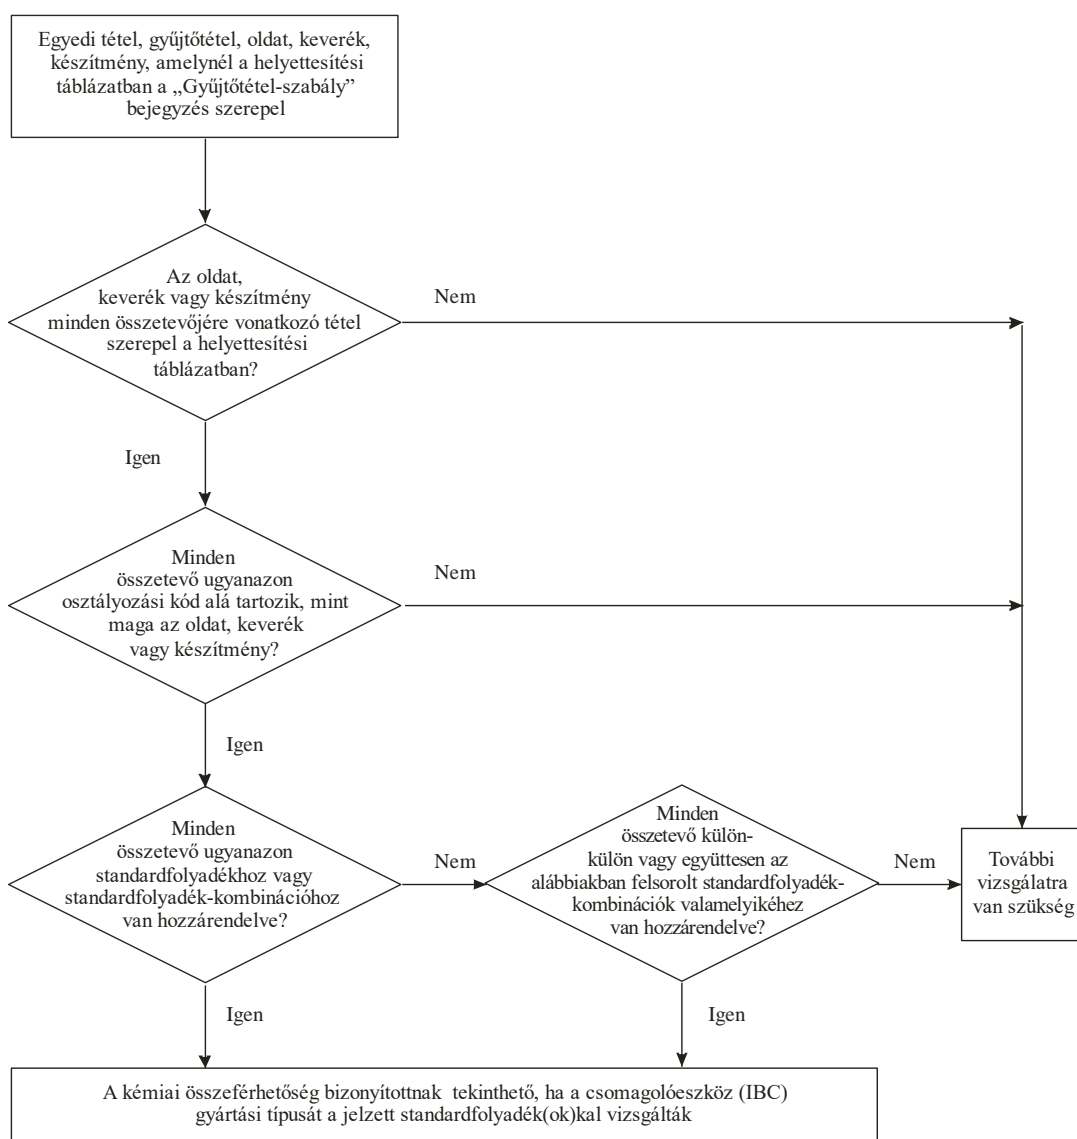 Egyedi tétel, gyűjtőtétel, oldat, keverék,
készítmény, amelynél a helyettesítési
táblázatban a „Gyűjtőtétel-szabály”
bejegyzés szerepel
Az oldat,
keverék vagy készítmény
minden összetevőjére vonatkozó tétel
szerepel a helyettesítési
táblázatban?
Nem
Igen
Minden
összetevő ugyanazon
osztályozási kód alá tartozik, mint
maga az oldat, keverék
vagy készítmény?
Nem
Igen
Minden
összetevő ugyanazon
standardfolyadékhoz vagy
standardfolyadék-kombinációhoz
van hozzárendelve?
Nem
Minden
összetevő külön-
külön vagy együttesen az
alábbiakban felsorolt standardfolyadék-
kombinációk valamelyikéhez
van hozzárendelve?
Nem
További
vizsgálatra
van szükség
Igen
Igen
A kémiai összeférhetőség bizonyítottnak tekinthető, ha a csomagolóeszköz (IBC)
gyártási típusát a jelzett standardfolyadék(ok)kal vizsgálták